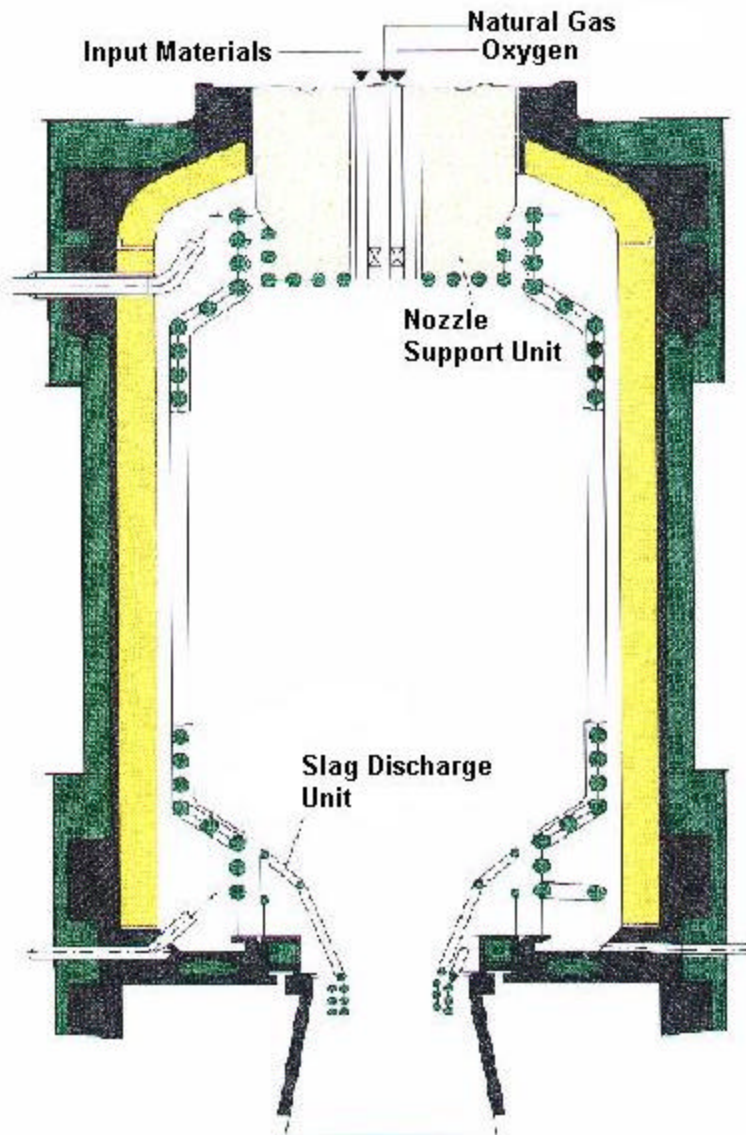 Natural Gas
Input Materials
Oxygen
Nozzle
Support Unit
Slag Discharge
Unit